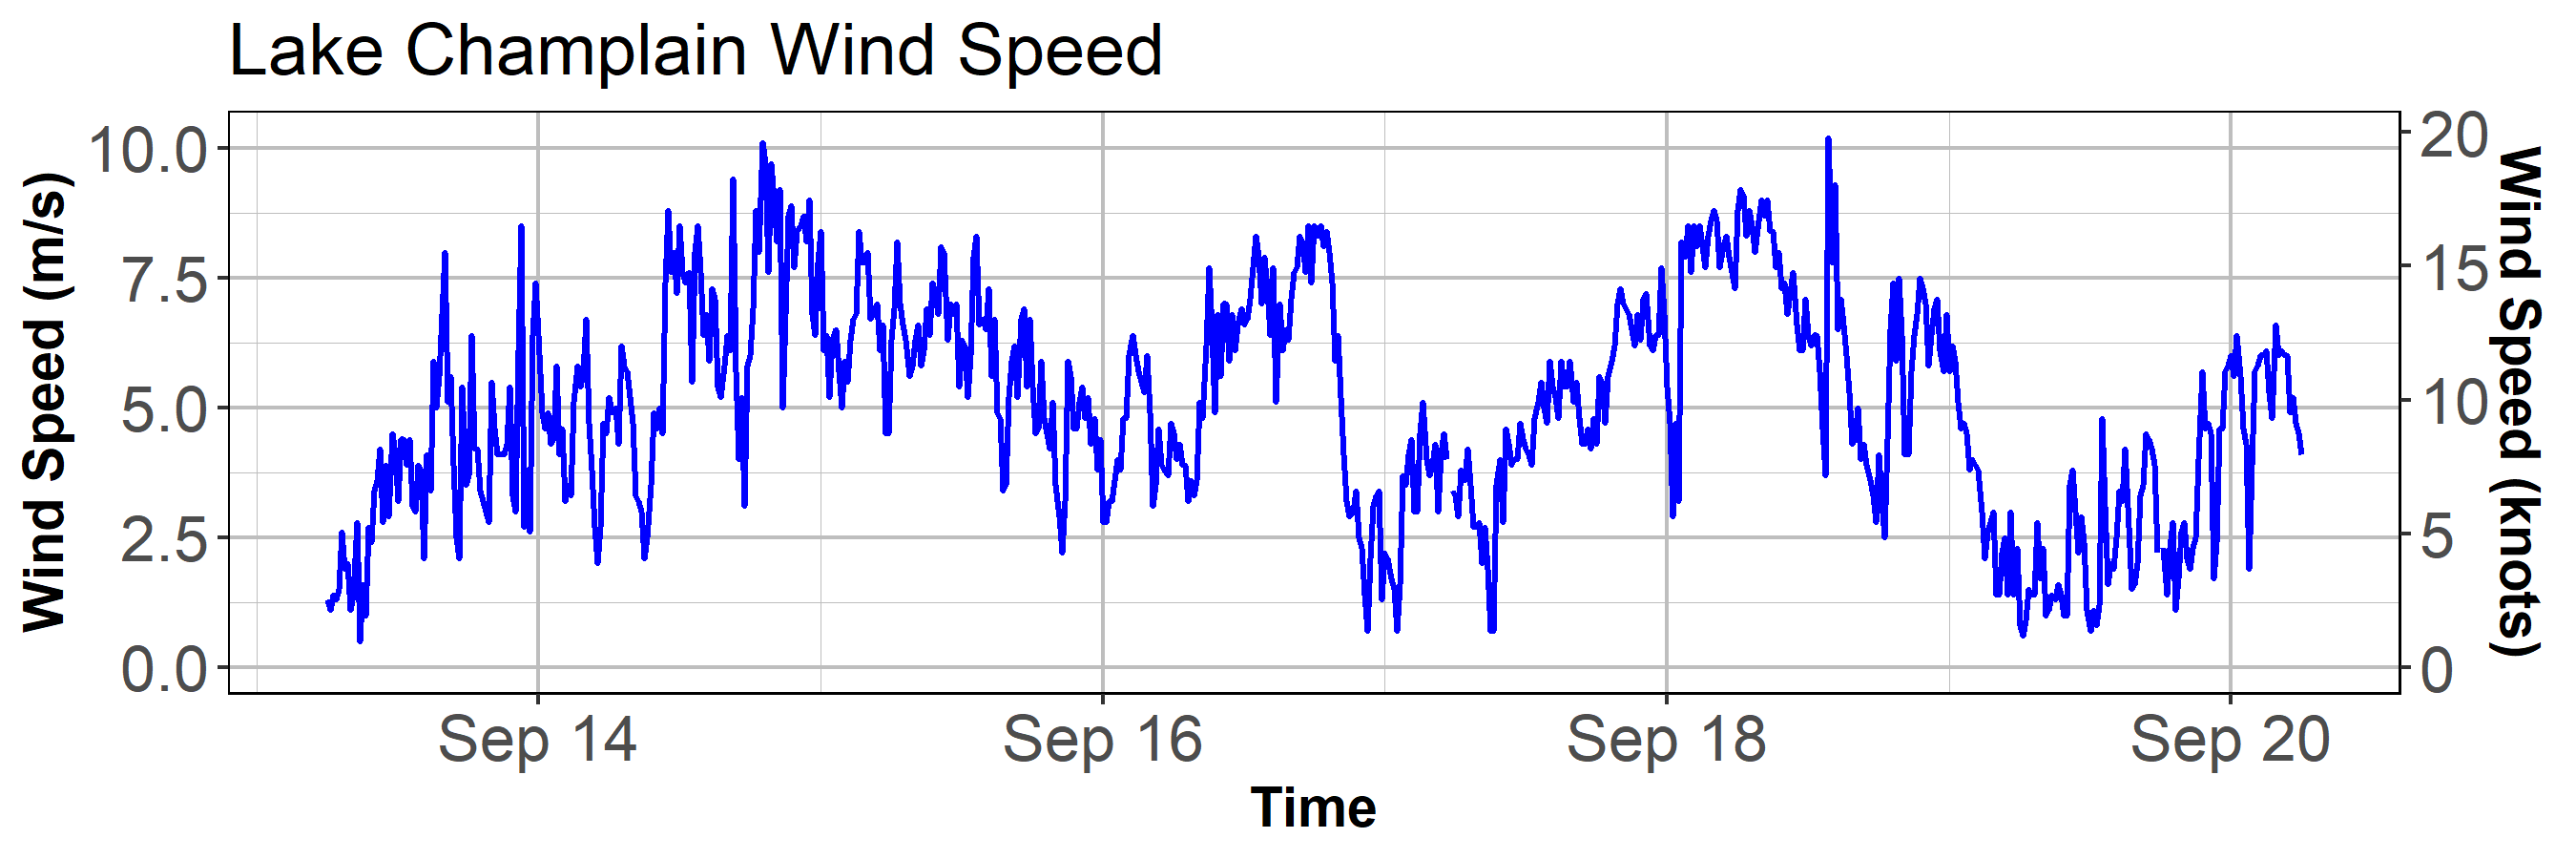 Lake Champlain Wind Speed
Wind Speed (m/s)
10.0
7.5
5.0
2.5
0.0
20
15
10
5
0
Wind Speed (knots)
Sep 14
Sep 16
Sep 18
Sep 20
Time